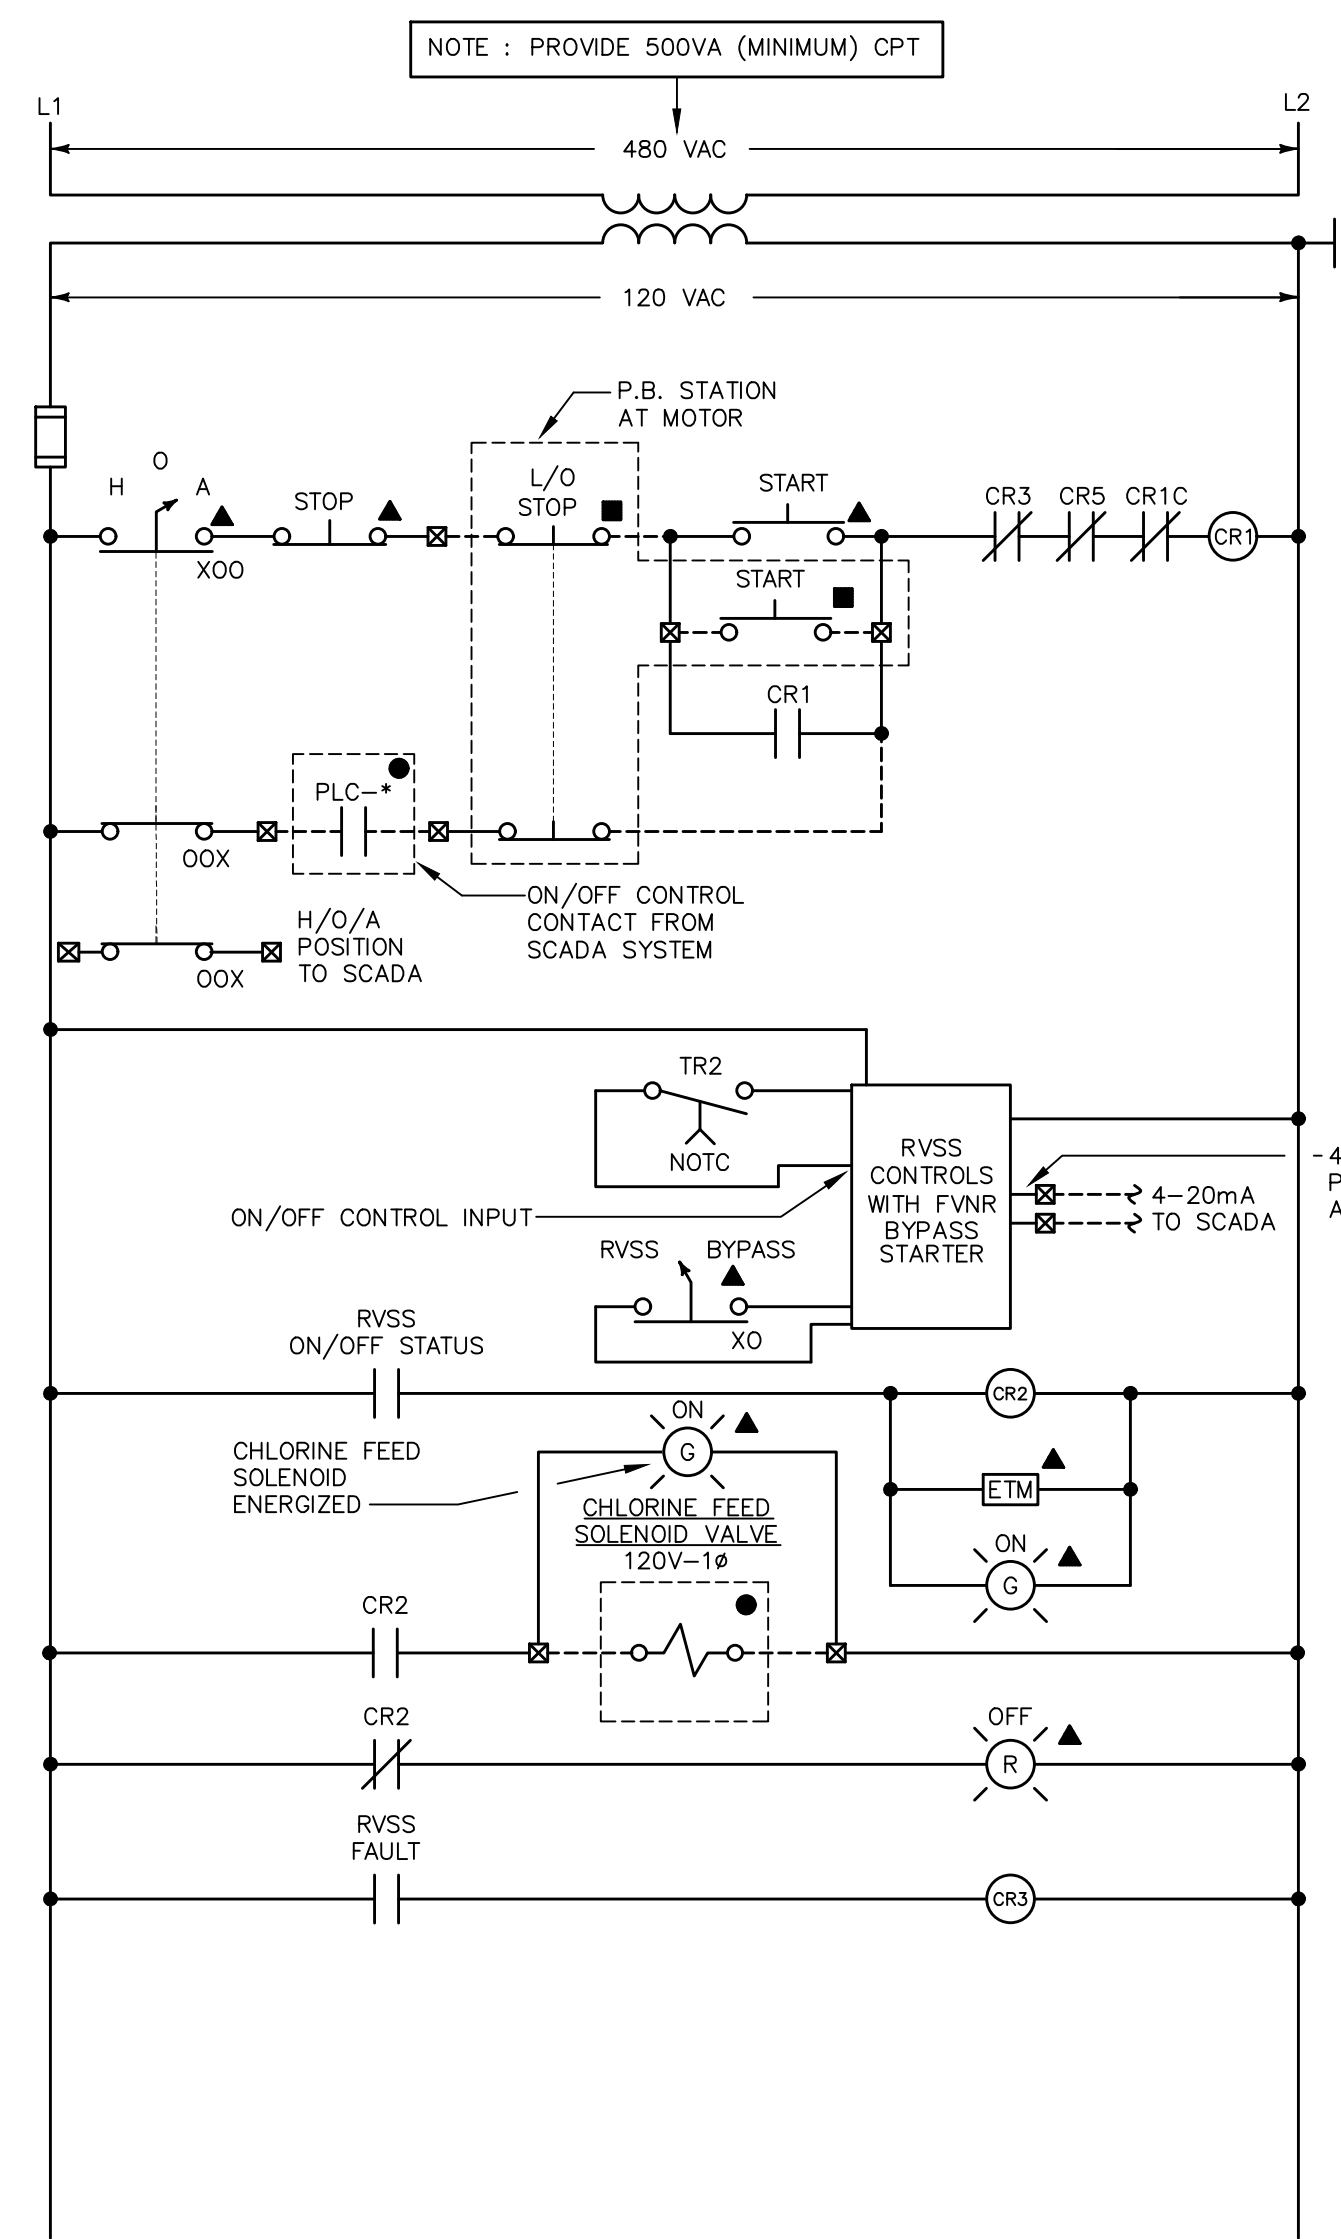 NOTE : PROVIDE 500VA (MINIMUM) CPT
L1
L2
480 VAC
120 VAC
P.B. STATION
AT MOTOR
H O A
X00
STOP
L/O
STOP
START
CR3
CR5
CR1C
CR1
START
CR1
PLC-*
OOX
ON/OFF CONTROL
CONTACT FROM
SCADA SYSTEM
H/O/A
POSITION
TO SCADA
OOX
TR2
NOTC
ON/OFF CONTROL INPUT
RVSS
CONTROLS
WITH FVNR
BYPASS
STARTER
4
P
A
4-20mA
TO SCADA
RVSS BYPASS
XO
RVSS
ON/OFF STATUS
CR2
ETM
ON
G
ON
G
CHLORINE FEED
SOLENOID
ENERGIZED
CHLORINE FEED
SOLENOID VALVE
120V-1ø
CR2
CR2
OFF
R
RVSS
FAULT
CR3